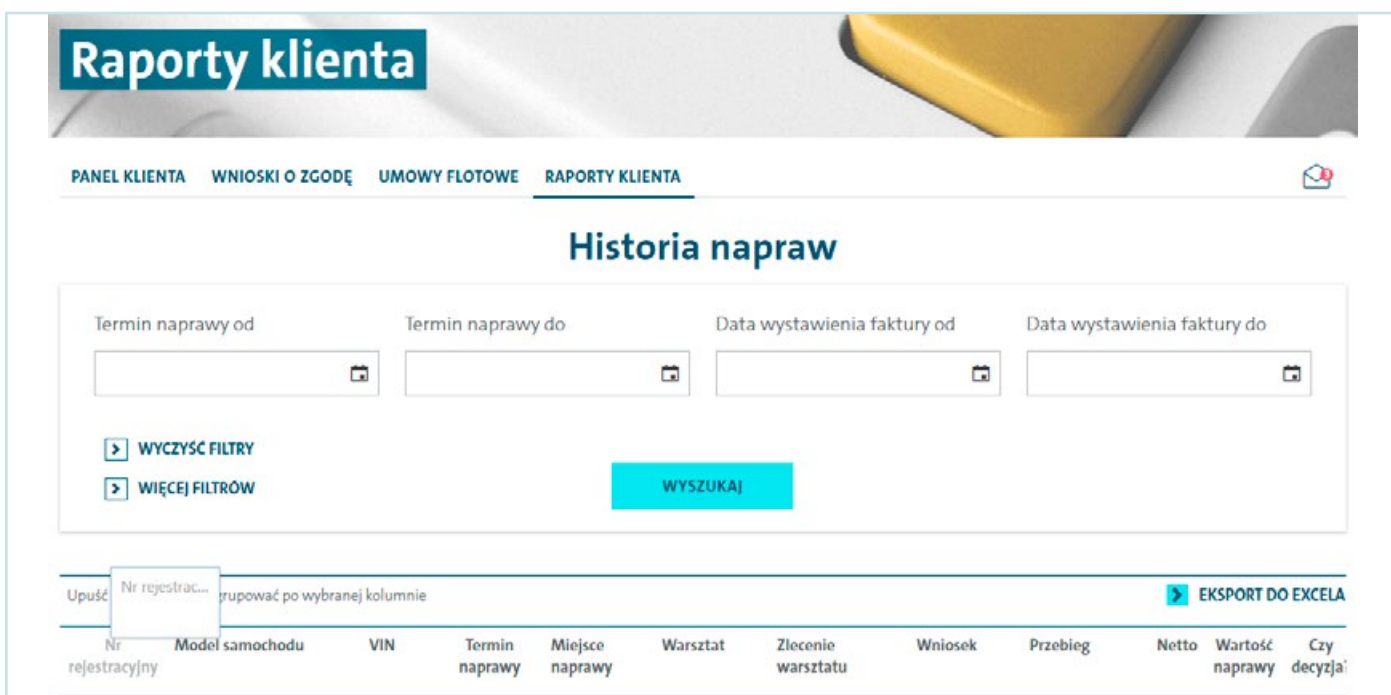 Raporty klienta
PANEL KLIENTA WNIOSKI O ZGODĘ UMOWY FLOTOWE RAPORTY KLIENTA
3
Historia napraw
Termin naprawy od Termin naprawy do Data wystawienia faktury od Data wystawienia faktury do
WYCZYŚĆ FILTRY
WIĘCEJ FILTRÓW
WYSZUKAJ
Nr rejestrac...
Upuść grupować po wybranej kolumnie EKSPORT DO EXCELA
Nr Model samochodu VIN Termin Miejsce Warsztat Zlecenie Wniosek Przebieg Netto Wartość Czy
rejestracyjny naprawy naprawy warsztatu naprawy decyzja?